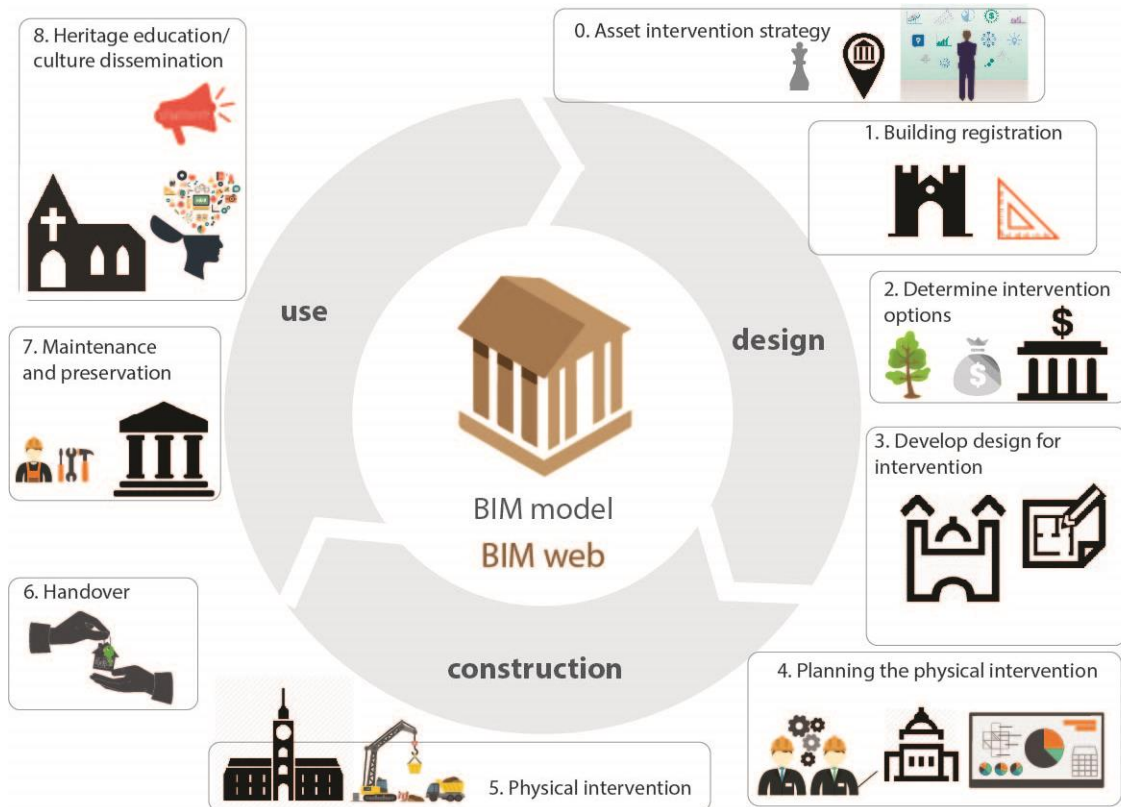 0. Asset intervention strategy
1. Building registration
2. Determine intervention
options
$
$
3. Develop design for
intervention
4. Planning the physical intervention
5. Physical intervention
6. Handover
7. Maintenance
and preservation
8. Heritage education/
culture dissemination
use
design
construction
BIM model
BIM web